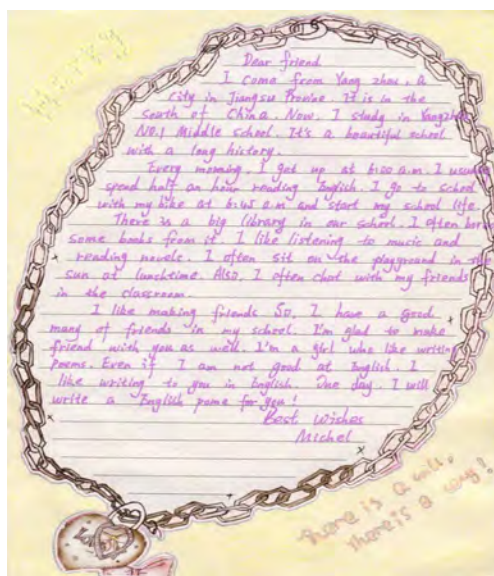 Merry
Dear friend
I come from Yang zhou, a
city in Jiangsu Provine. It is in the
south of China. Now, I study in Yangzhou
NO.1 Middle school. It's a beautiful school
with a long history.
Every morning, I get up at 6:00 a.m. I usually
spend half an hour reading English. I go to school
with my bike at 6:45 a.m and start my school life.
There is a big library in our school. I often borrow
some books from it. I like listening to music and
reading novels. I often sit on the playground in the
sun at lunchtime. Also, I often chat with my friends
in the classroom.
I like making friends So, I have a good
many of friends in my school. I'm glad to make
friend with you as well. I'm a girl who like writing
poems. Even if I am not good at English. I
like writing to you in English. One day, I will
write a English pome for you!
Best wishes
Michel
There is a will,
there is a way!